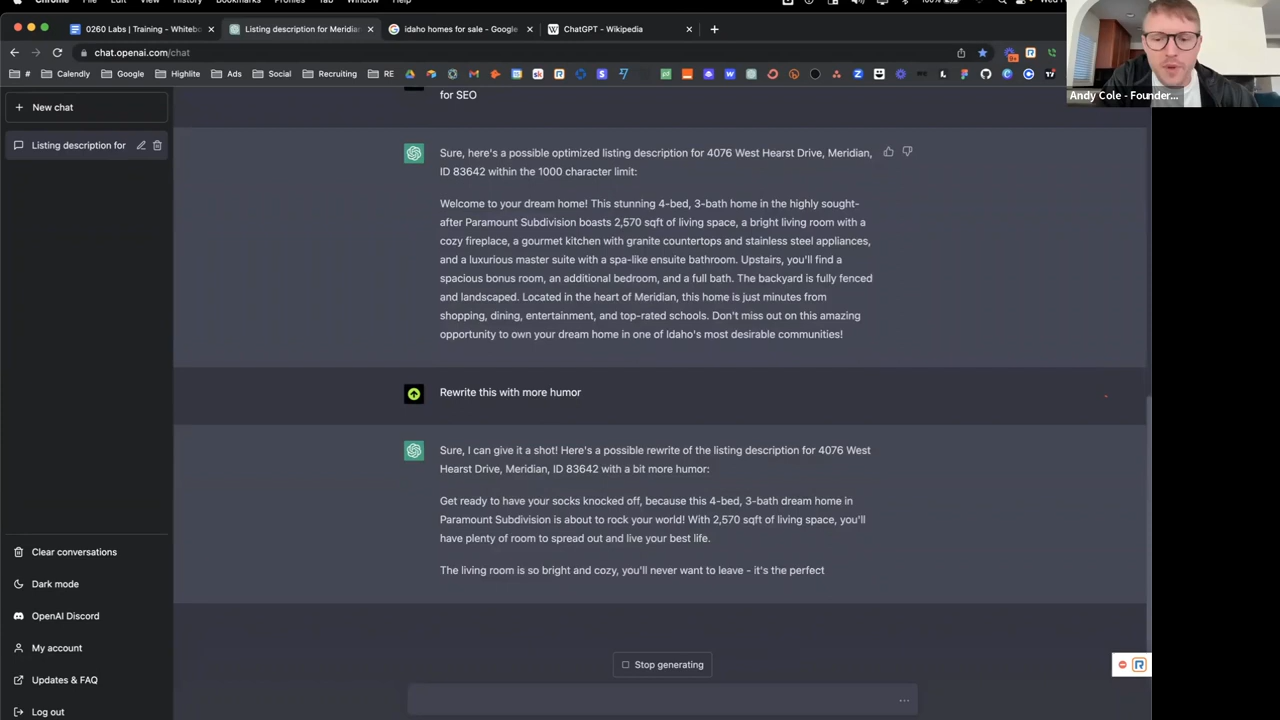 Chrome File Edit View History Bookmarks Profiles Tab Window Help
0260 Labs | Training - Whitebo
Listing description for Meridian
idaho homes for sale - Google
ChatGPT - Wikipedia
chat.openai.com/chat
#
Calendly
Google
Highlite
Ads
Social
Recruiting
RE
Andy Cole - Founder...
New chat
Listing description for
for SEO
Sure, here's a possible optimized listing description for 4076 West Hearst Drive, Meridian,
ID 83642 within the 1000 character limit:
Welcome to your dream home! This stunning 4-bed, 3-bath home in the highly sought-
after Paramount Subdivision boasts 2,570 sqft of living space, a bright living room with a
cozy fireplace, a gourmet kitchen with granite countertops and stainless steel appliances,
and a luxurious master suite with a spa-like ensuite bathroom. Upstairs, you'll find a
spacious bonus room, an additional bedroom, and a full bath. The backyard is fully fenced
and landscaped. Located in the heart of Meridian, this home is just minutes from
shopping, dining, entertainment, and top-rated schools. Don't miss out on this amazing
opportunity to own your dream home in one of Idaho's most desirable communities!
Rewrite this with more humor
Sure, I can give it a shot! Here's a possible rewrite of the listing description for 4076 West
Hearst Drive, Meridian, ID 83642 with a bit more humor:
Get ready to have your socks knocked off, because this 4-bed, 3-bath dream home in
Paramount Subdivision is about to rock your world! With 2,570 sqft of living space, you'll
have plenty of room to spread out and live your best life.
The living room is so bright and cozy, you'll never want to leave - it's the perfect
Clear conversations
Dark mode
OpenAI Discord
My account
Updates & FAQ
Log out
Stop generating